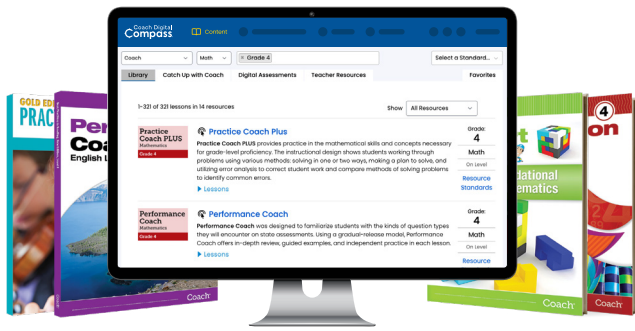 Coach Digital
Compass
Content
Coach
Math
× Grade 4
Select a Standard...
Library
Catch Up with Coach
Digital Assessments
Teacher Resources
Favorites
1-321 of 321 lessons in 14 resources
Show
All Resources
Practice
Coach PLUS
Mathematics
Grade 4
Practice Coach Plus
Practice Coach PLUS provides practice in the mathematical skills and concepts necessary
for grade-level proficiency. The instructional design shows students working through
problems using various methods: solving in one or two ways, making a plan to solve, and
utilizing error analysis to correct student work and compare methods of solving problems
to identify common errors.
Lessons
Grade:
4
Math
On Level
Resource
Standards
Performance
Coach
Mathematics
Grade 4
Performance Coach
Performance Coach was designed to familiarize students with the kinds of question types
they will encounter on state assessments. Using a gradual-release model, Performance
Coach offers in-depth review, guided examples, and independent practice in each lesson.
Lessons
Grade:
4
Math
On Level
Resource
GOLD EDI
PRAC
Per
Coa
English L
Coach
t
dational
ematics
Coach
4
on
Coach